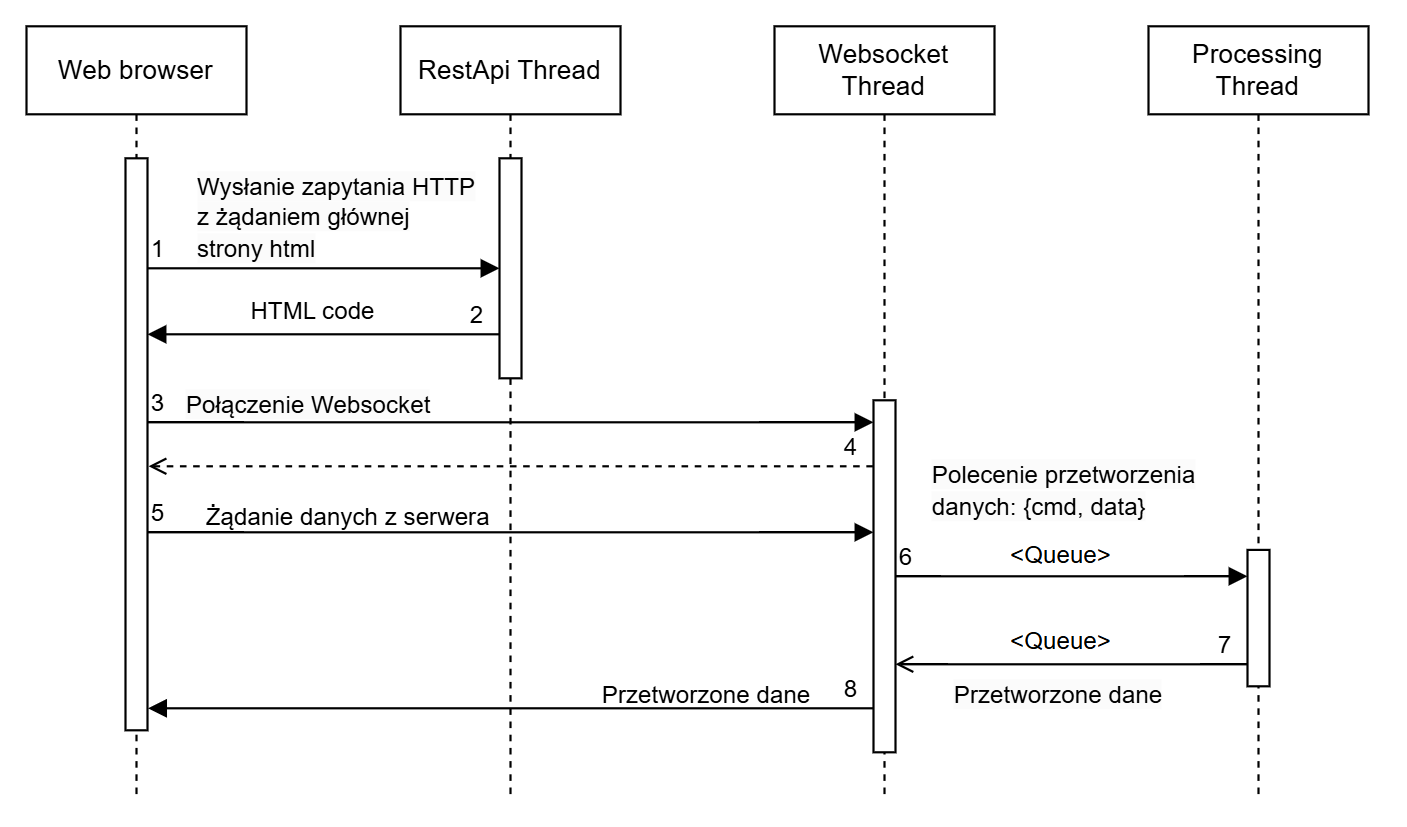 Web browser
RestApi Thread
Websocket
Thread
Processing
Thread
Wysłanie zapytania HTTP
z żądaniem głównej
1 strony html
HTML code 2
3 Połączenie Websocket
4
Polecenie przetworzenia
danych: {cmd, data}
5 Żądanie danych z serwera
6 <Queue>
<Queue> 7
Przetworzone dane 8
Przetworzone dane